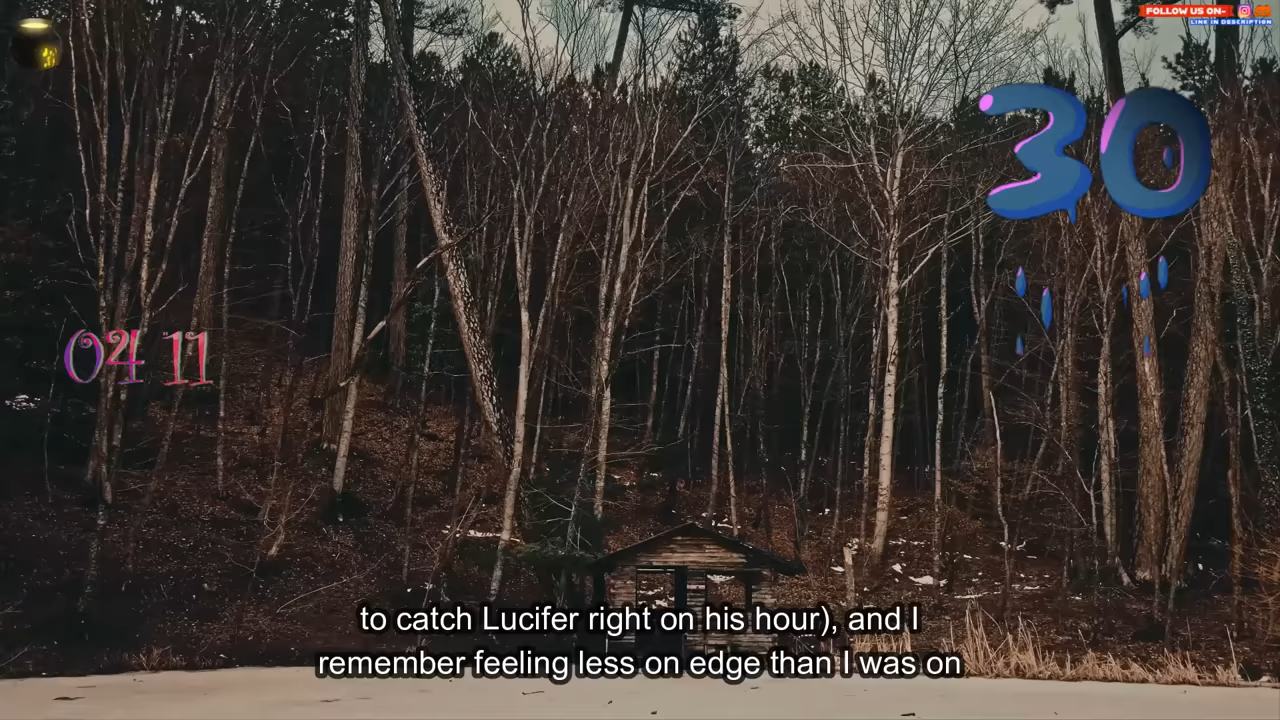 FOLLOW US ON-
LINK IN DESCRIPTION
30
04 11
to catch Lucifer right on his hour), and I
remember feeling less on edge than I was on